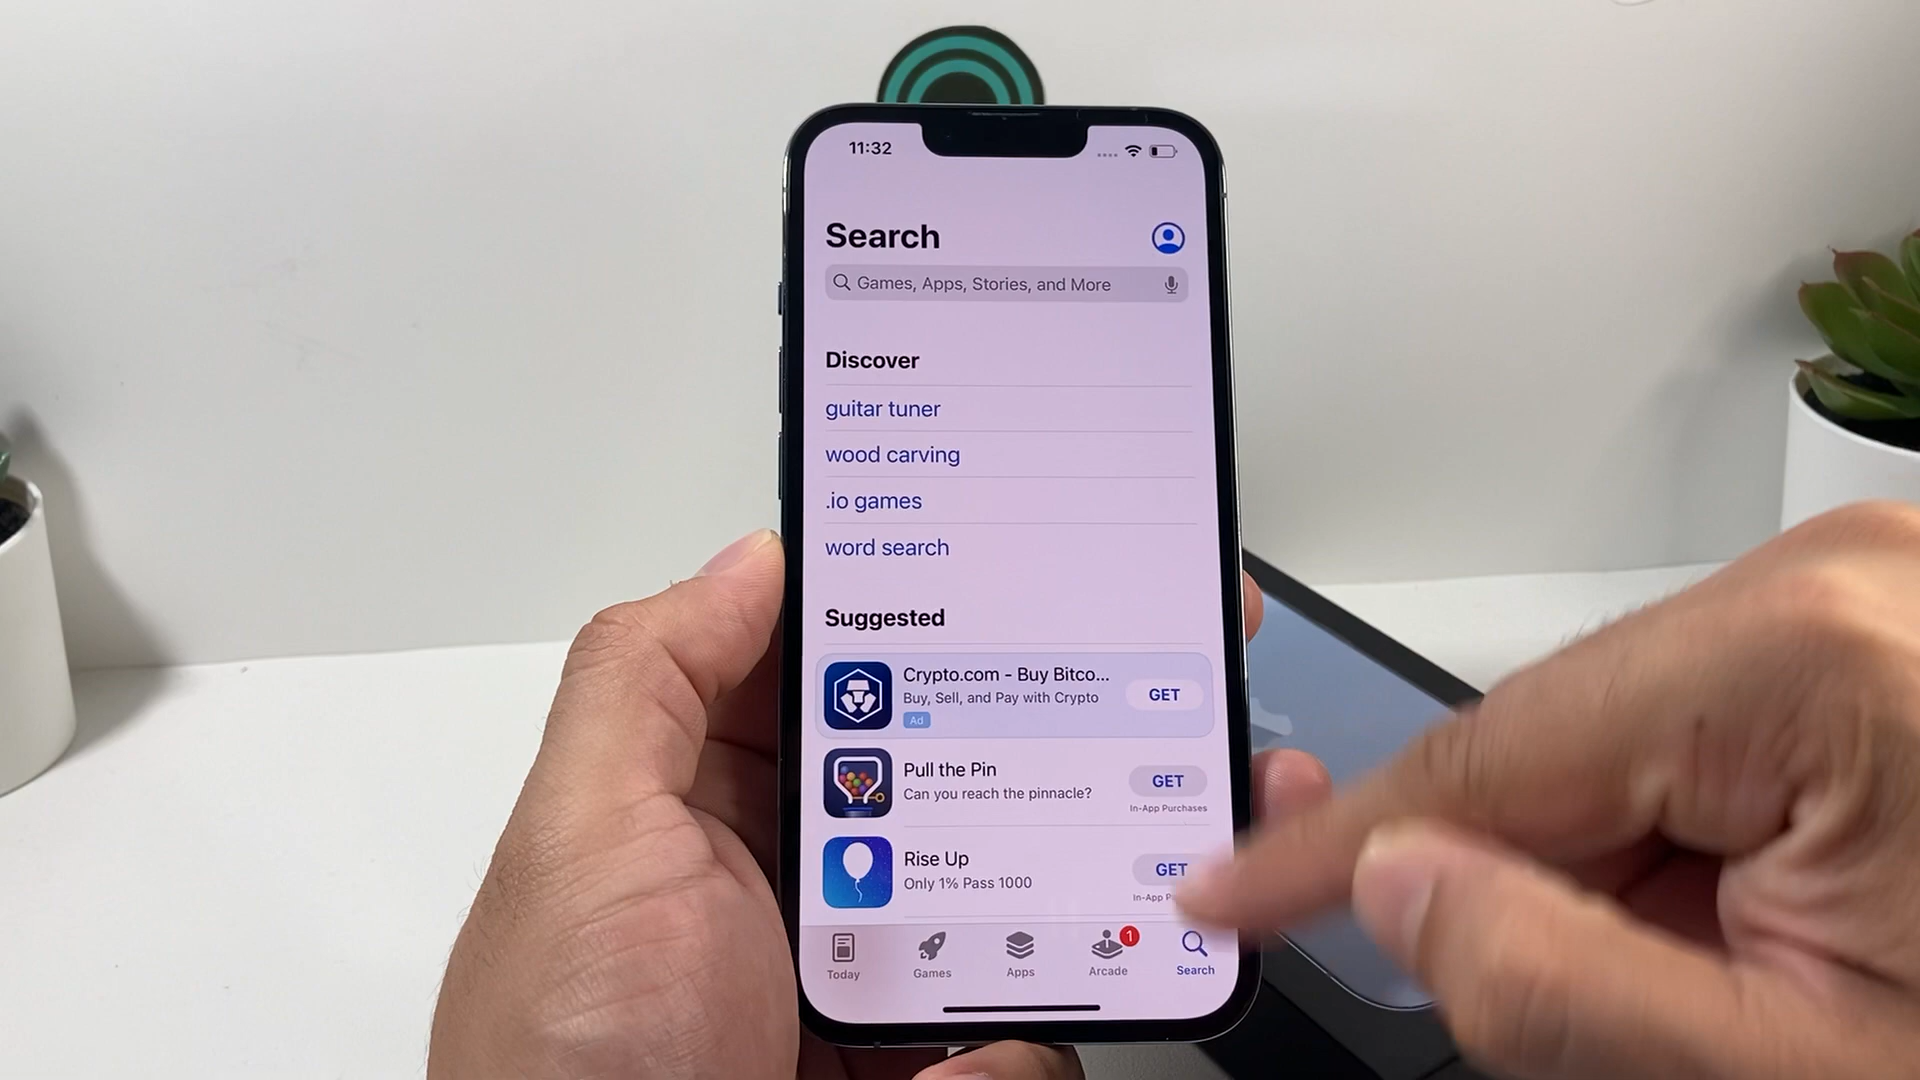 11:32
Search
Games, Apps, Stories, and More
Discover
guitar tuner
wood carving
.io games
word search
Suggested
Crypto.com - Buy Bitco...
Buy, Sell, and Pay with Crypto
Ad
GET
Pull the Pin
Can you reach the pinnacle?
GET
In-App Purchases
Rise Up
Only 1% Pass 1000
GET
In-App
Today
Games
Apps
Arcade
1
Search